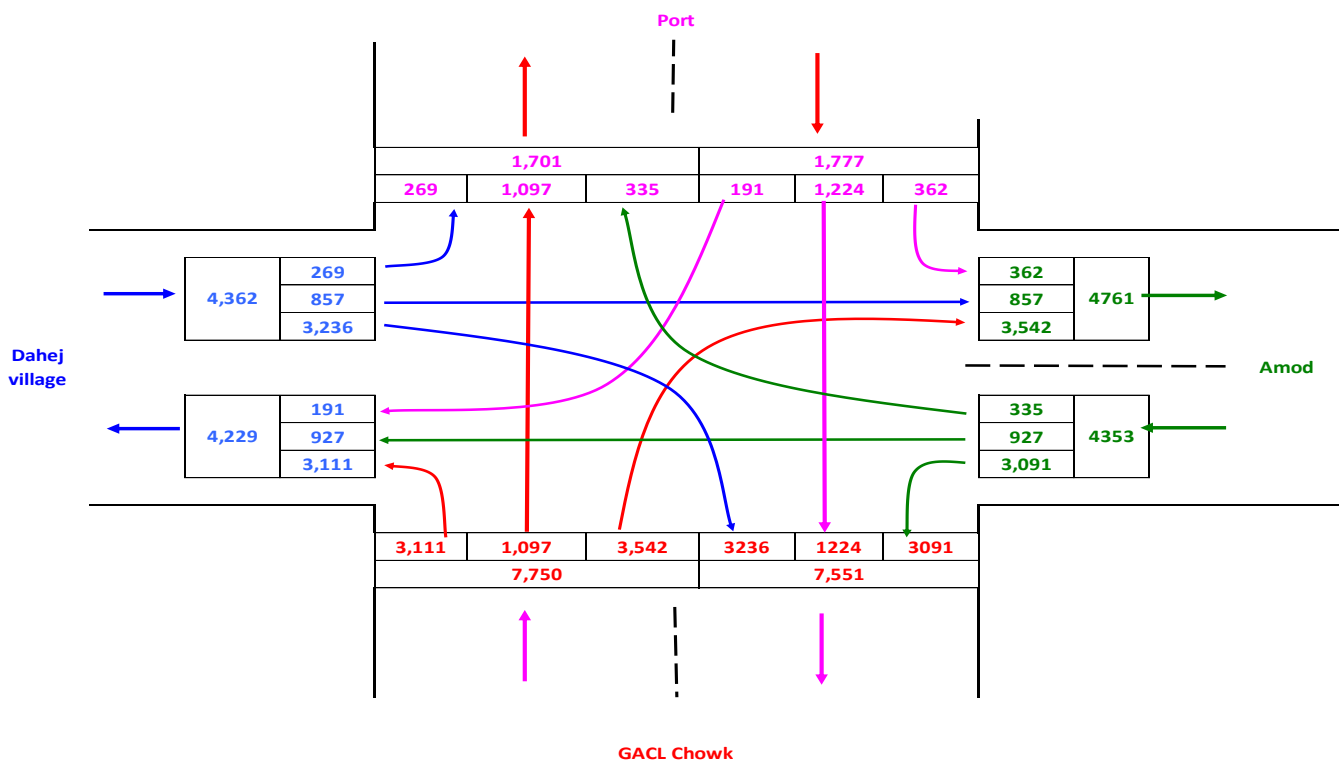 Port
1,701 1,777
269 1,097 335 191 1,224 362
4,362 269 857 3,236
362 857 3,542 4761
Dahej
village
Amod
4,229 191 927 3,111
335 927 3,091 4353
3,111 1,097 3,542 3236 1224 3091
7,750 7,551
GACL Chowk